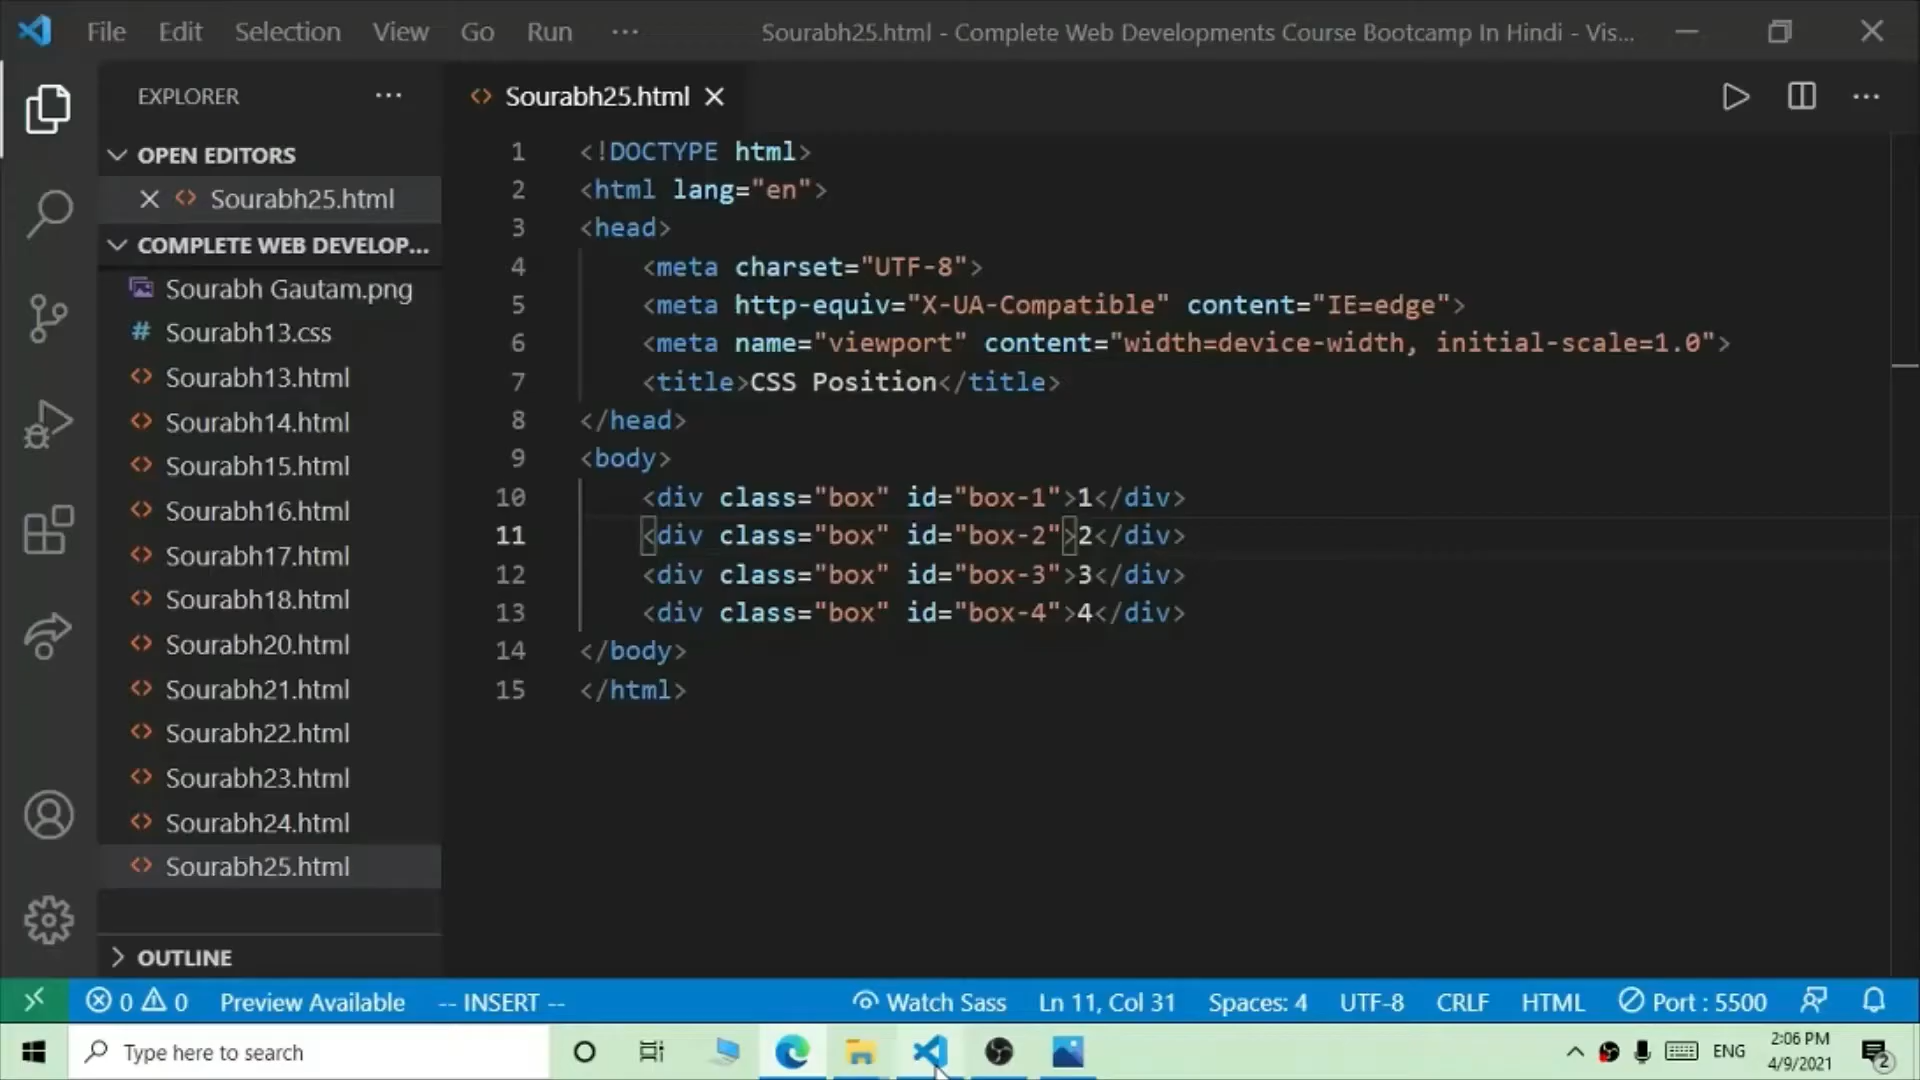 File Edit Selection View Go Run ··· Sourabh25.html - Complete Web Developments Course Bootcamp In Hindi - Vis...
EXPLORER ···
Sourabh25.html
OPEN EDITORS
Sourabh25.html
COMPLETE WEB DEVELOP...
Sourabh Gautam.png
# Sourabh13.css
Sourabh13.html
Sourabh14.html
Sourabh15.html
Sourabh16.html
Sourabh17.html
Sourabh18.html
Sourabh20.html
Sourabh21.html
Sourabh22.html
Sourabh23.html
Sourabh24.html
Sourabh25.html
OUTLINE
1 <!DOCTYPE html>
2 <html lang="en">
3 <head>
4 <meta charset="UTF-8">
5 <meta http-equiv="X-UA-Compatible" content="IE=edge">
6 <meta name="viewport" content="width=device-width, initial-scale=1.0">
7 <title>CSS Position</title>
8 </head>
9 <body>
10 <div class="box" id="box-1">1</div>
11 <div class="box" id="box-2">2</div>
12 <div class="box" id="box-3">3</div>
13 <div class="box" id="box-4">4</div>
14 </body>
15 </html>
0 0 Preview Available -- INSERT -- Watch Sass Ln 11, Col 31 Spaces: 4 UTF-8 CRLF HTML Port : 5500
Type here to search
ENG
2:06 PM
4/9/2021
2